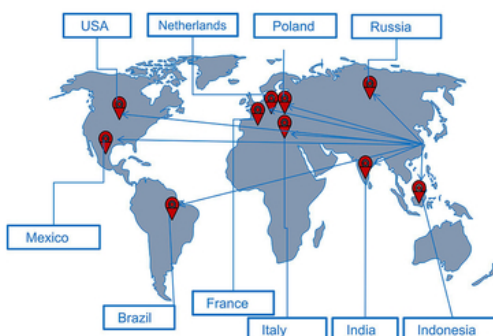 USA
Netherlands
Poland
Russia
Mexico
Brazil
France
Italy
India
Indonesia